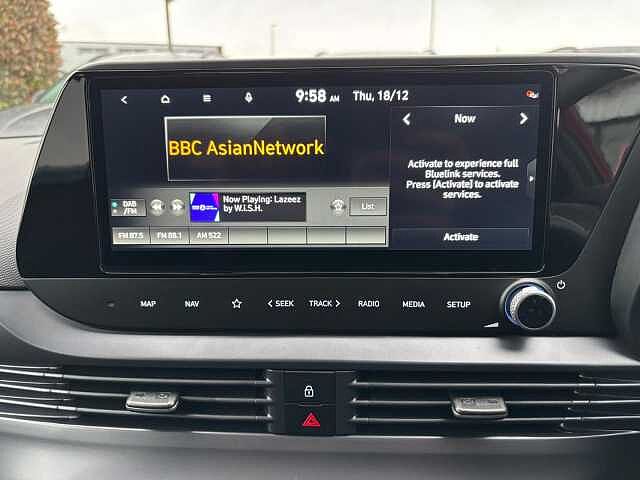 9:58 AM Thu, 18/12
BBC AsianNetwork
Now
Activate to experience full
Bluelink services.
Press [Activate] to activate
services.
Activate
DAB
/FM
Now Playing: Lazeez
by W.i.S.H.
List
FM 87.5 FM 88.1 AM 522
MAP NAV < SEEK TRACK > RADIO MEDIA SETUP